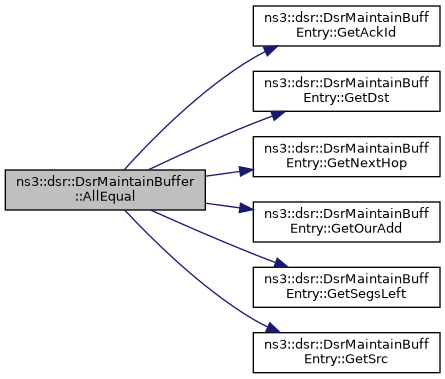 ns3::dsr::DsrMaintainBuff
Entry::GetAckId
ns3::dsr::DsrMaintainBuff
Entry::GetDst
ns3::dsr::DsrMaintainBuff
Entry::GetNextHop
ns3::dsr::DsrMaintainBuffer
::AllEqual
ns3::dsr::DsrMaintainBuff
Entry::GetOurAdd
ns3::dsr::DsrMaintainBuff
Entry::GetSegsLeft
ns3::dsr::DsrMaintainBuff
Entry::GetSrc